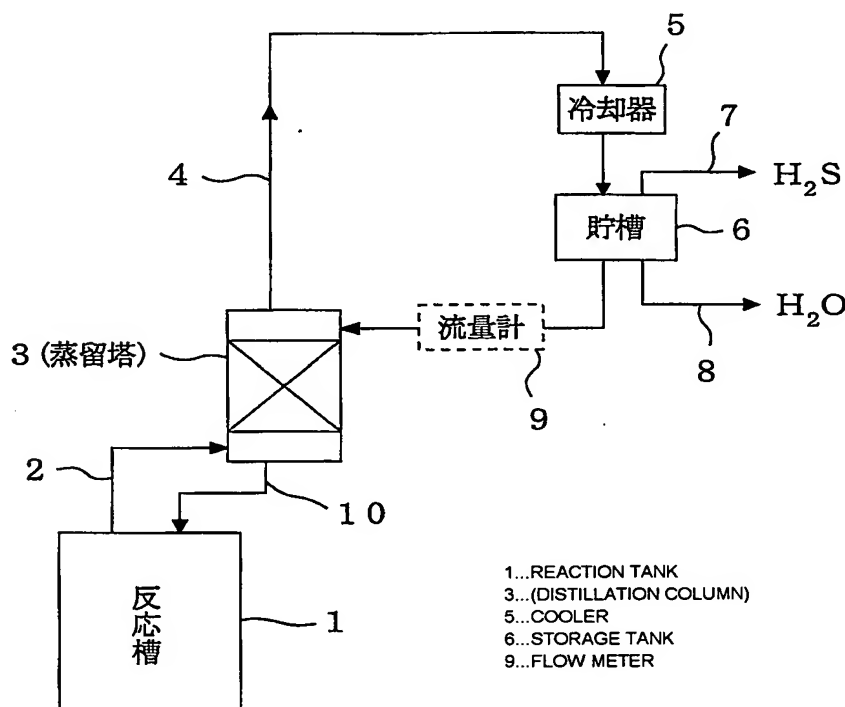 5
冷却器
7
H₂S
4
貯槽
6
流量計
H₂O
3 (蒸留塔)
8
9
2
10
反応槽
1
1...REACTION TANK
3...(DISTILLATION COLUMN)
5...COOLER
6...STORAGE TANK
9...FLOW METER